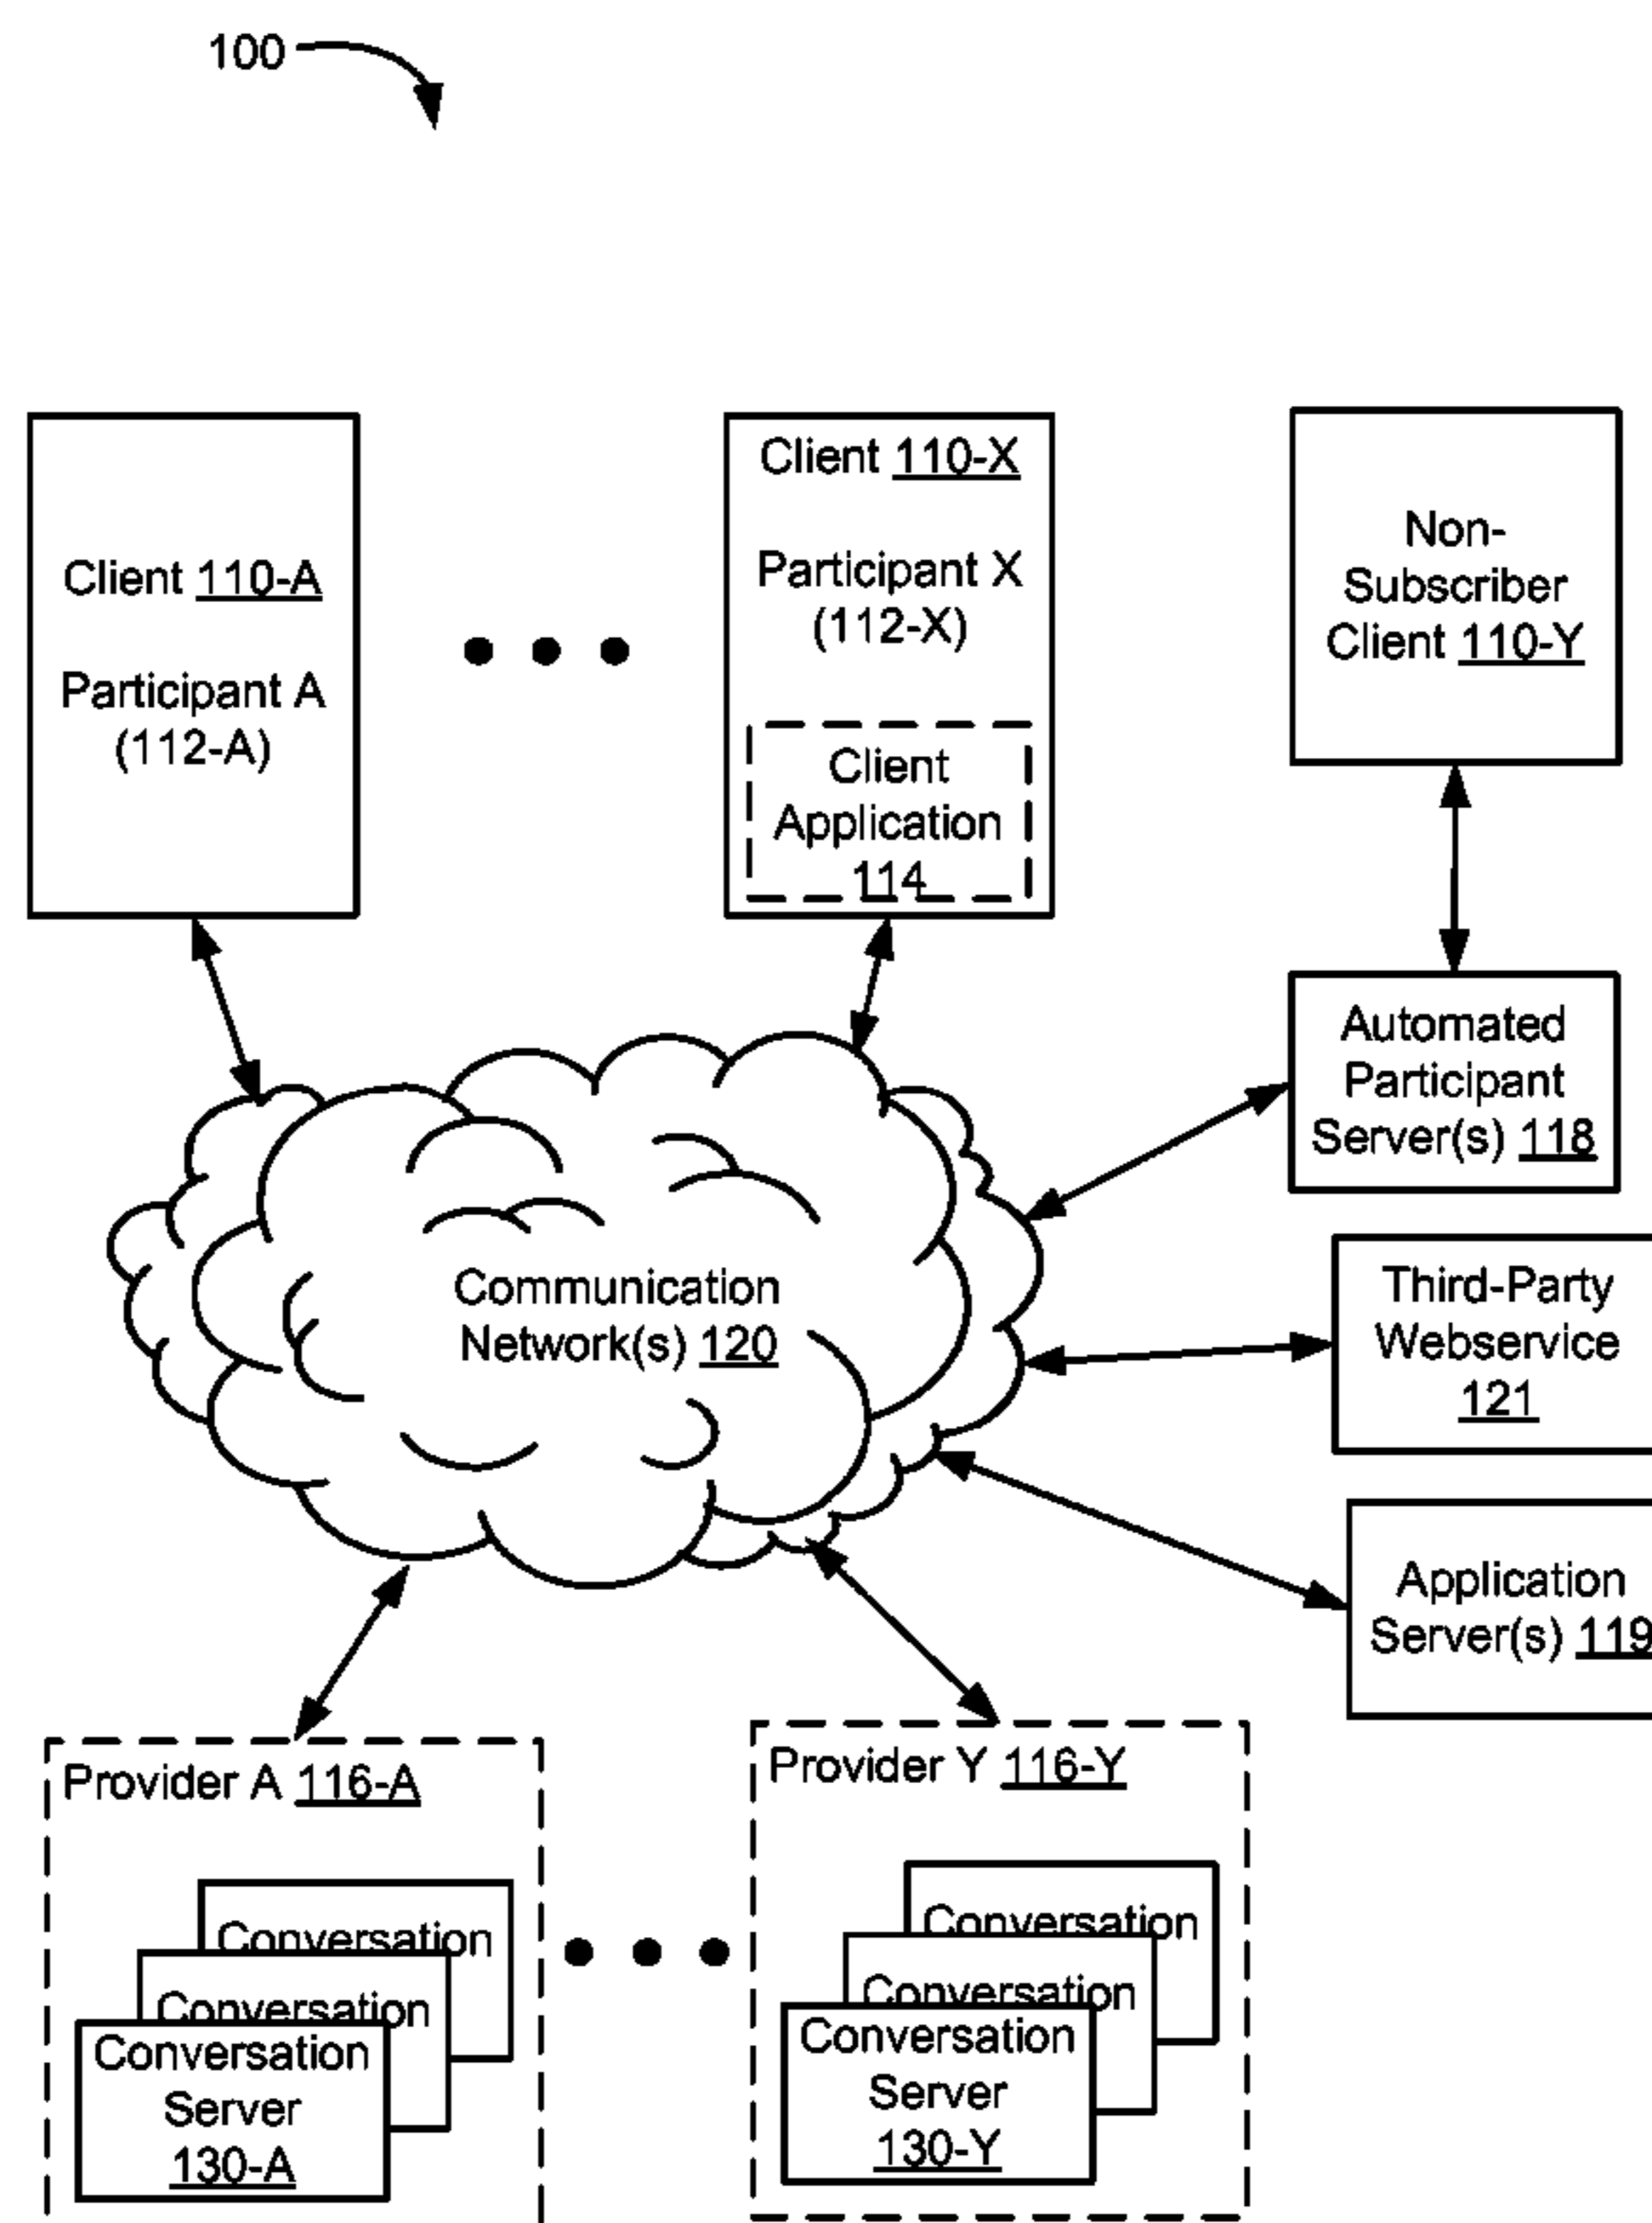 100
Client 110-A
Participant A
(112-A)
Client 110-X
Participant X
(112-X)
Client
Application
114
Non-
Subscriber
Client 110-Y
Automated
Participant
Server(s) 118
Communication
Network(s) 120
Third-Party
Webservice
121
Application
Server(s) 119
Provider A 116-A
Conversation
Conversation
Conversation
Server
130-A
Provider Y 116-Y
Conversation
Conversation
Conversation
Server
130-Y